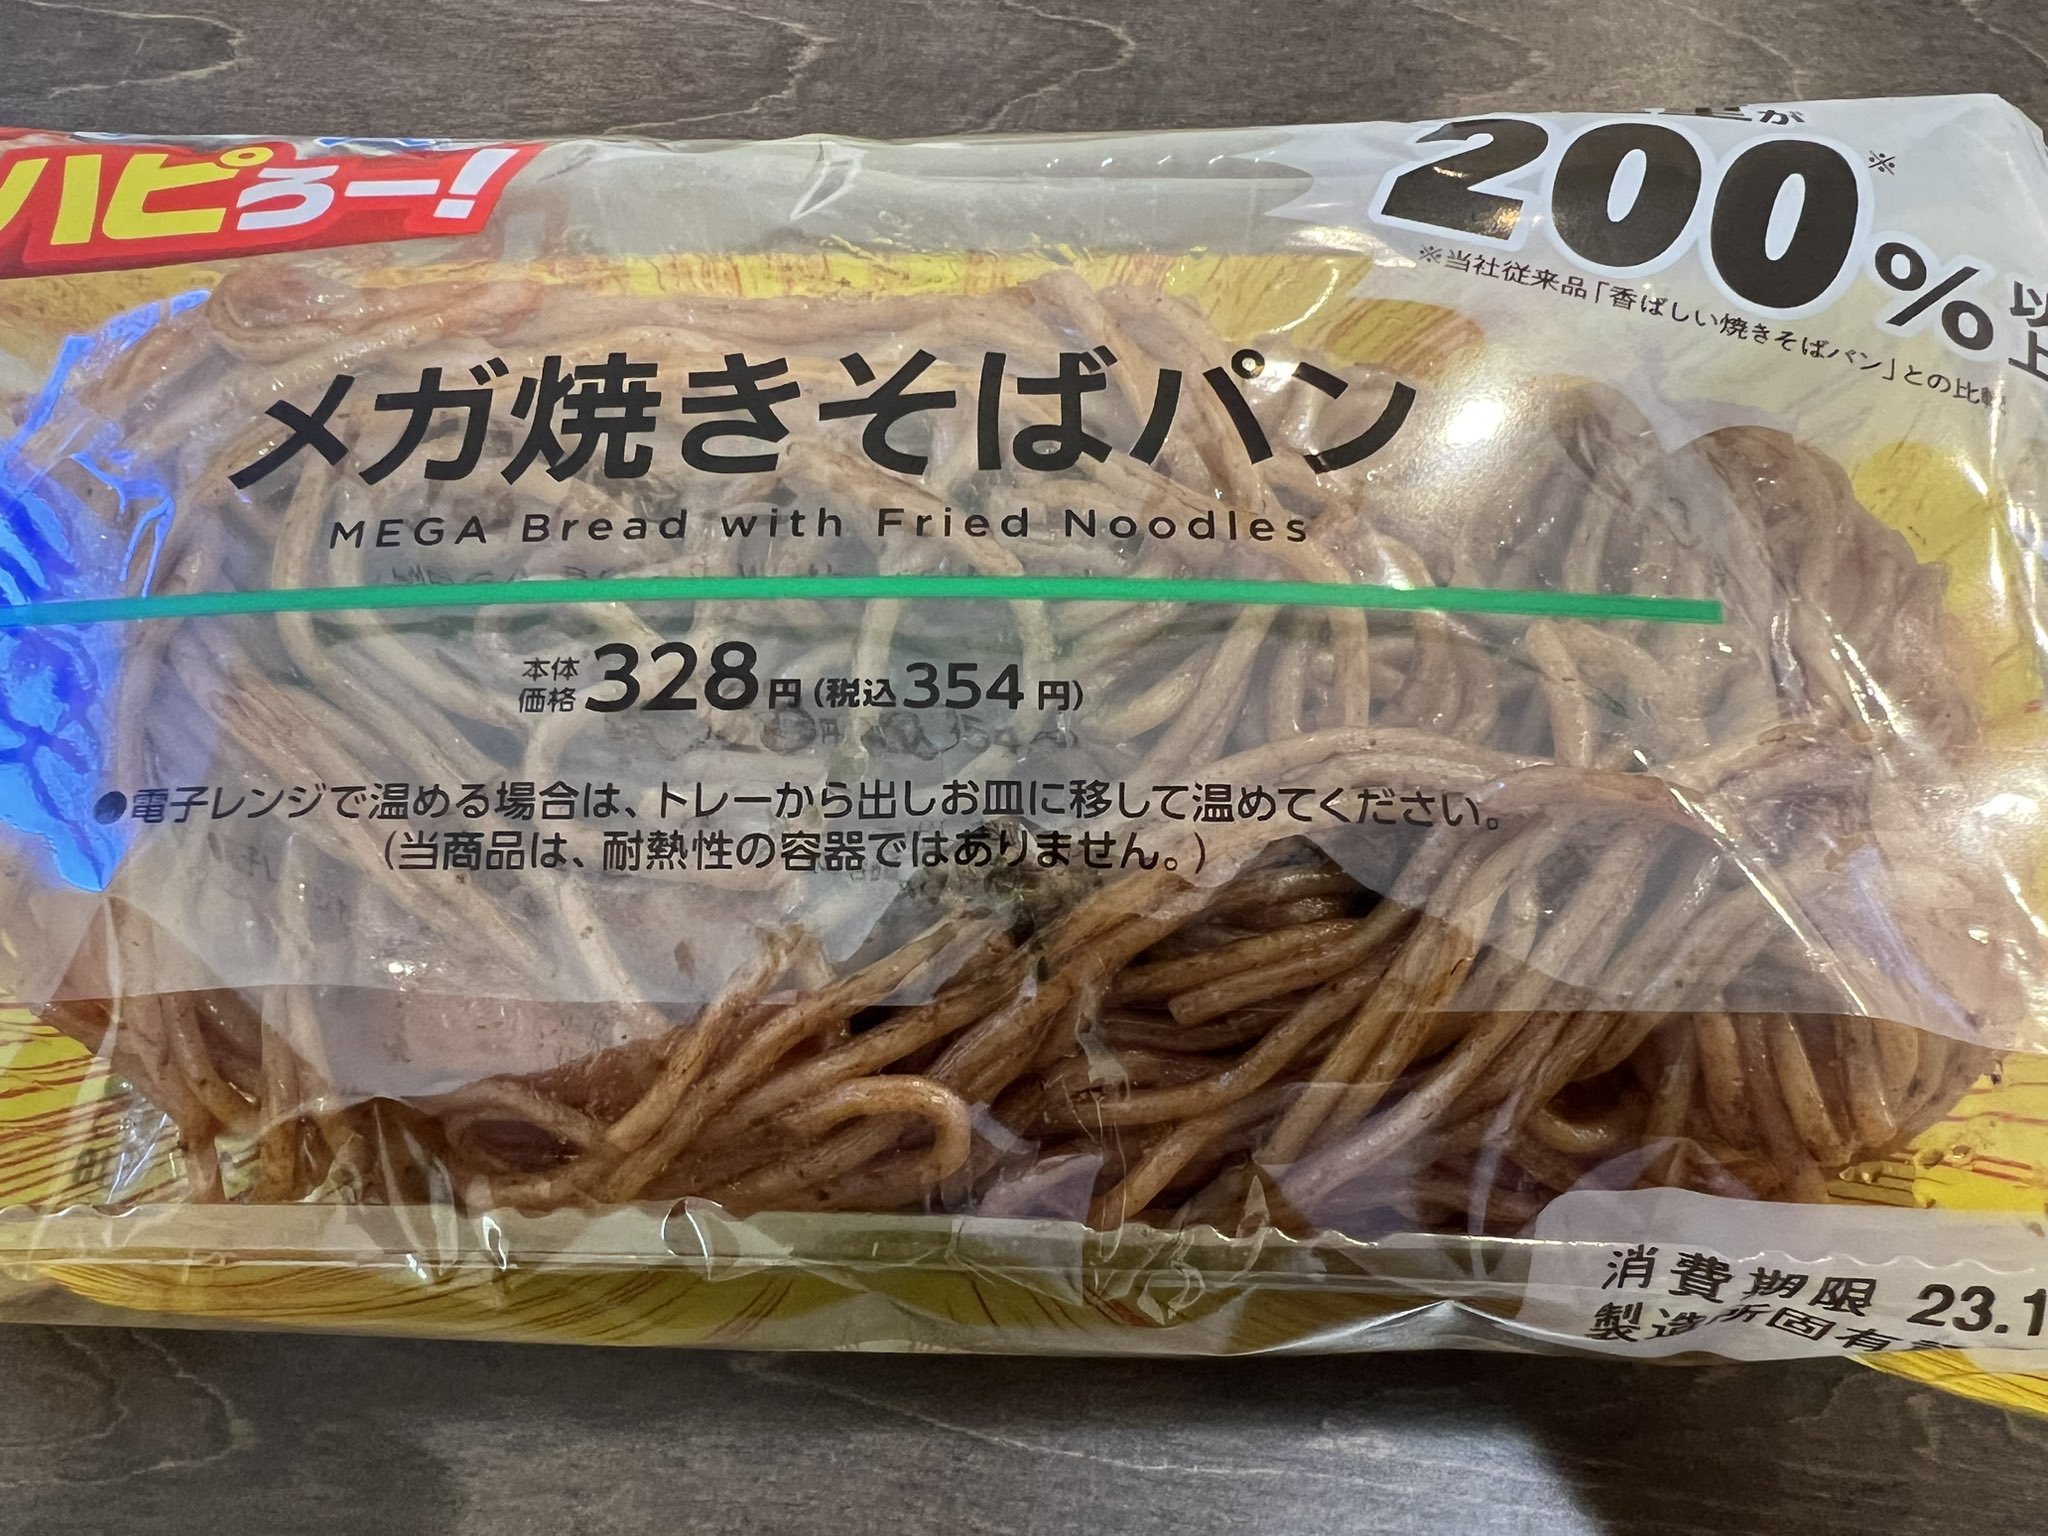 ハピろー!
が
200%以上
※
※当社従来品「香ばしい焼きそばパン」との比較
メガ焼きそばパン
MEGA Bread with Fried Noodles
本体価格 328円(税込354円)
●電子レンジで温める場合は、トレーから出しお皿に移して温めてください。
(当商品は、耐熱性の容器ではありません。)
消費期限 23.1
製造所固有